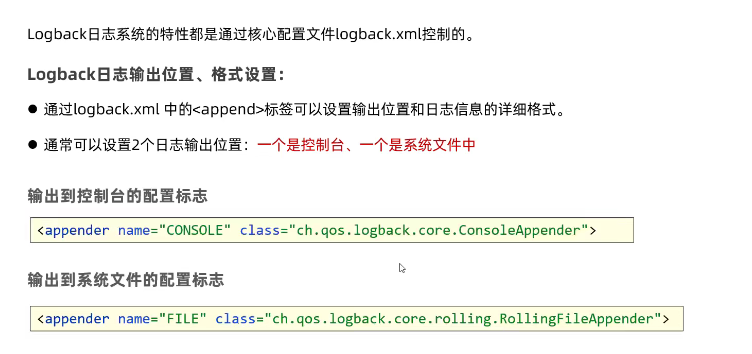 Logback日志系统的特性都是通过核心配置文件logback.xml控制的。
Logback日志输出位置、格式设置：
● 通过logback.xml 中的<append>标签可以设置输出位置和日志信息的详细格式。
● 通常可以设置2个日志输出位置：一个是控制台、一个是系统文件中
输出到控制台的配置标志
<appender name="CONSOLE" class="ch.qos.logback.core.ConsoleAppender">
输出到系统文件的配置标志
<appender name="FILE" class="ch.qos.logback.core.rolling.RollingFileAppender">